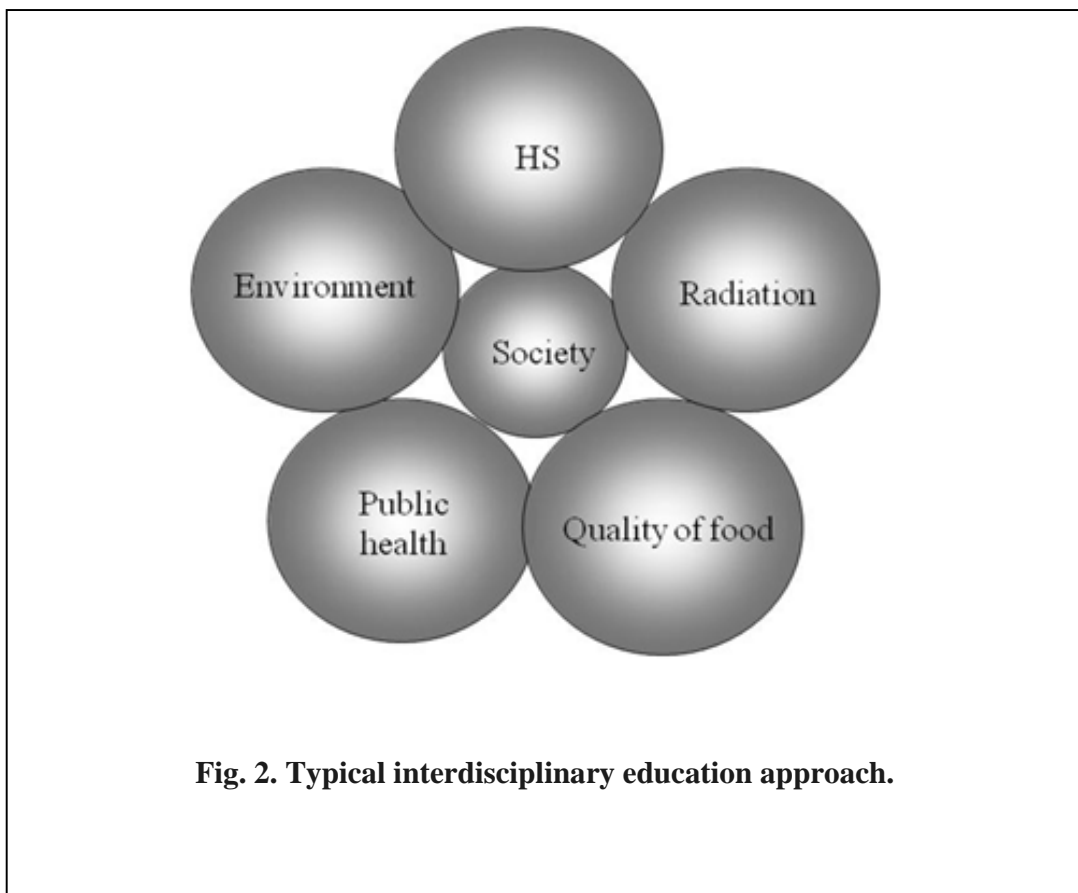 HS
Environment
Radiation
Society
Public
health
Quality of food
Fig. 2. Typical interdisciplinary education approach.